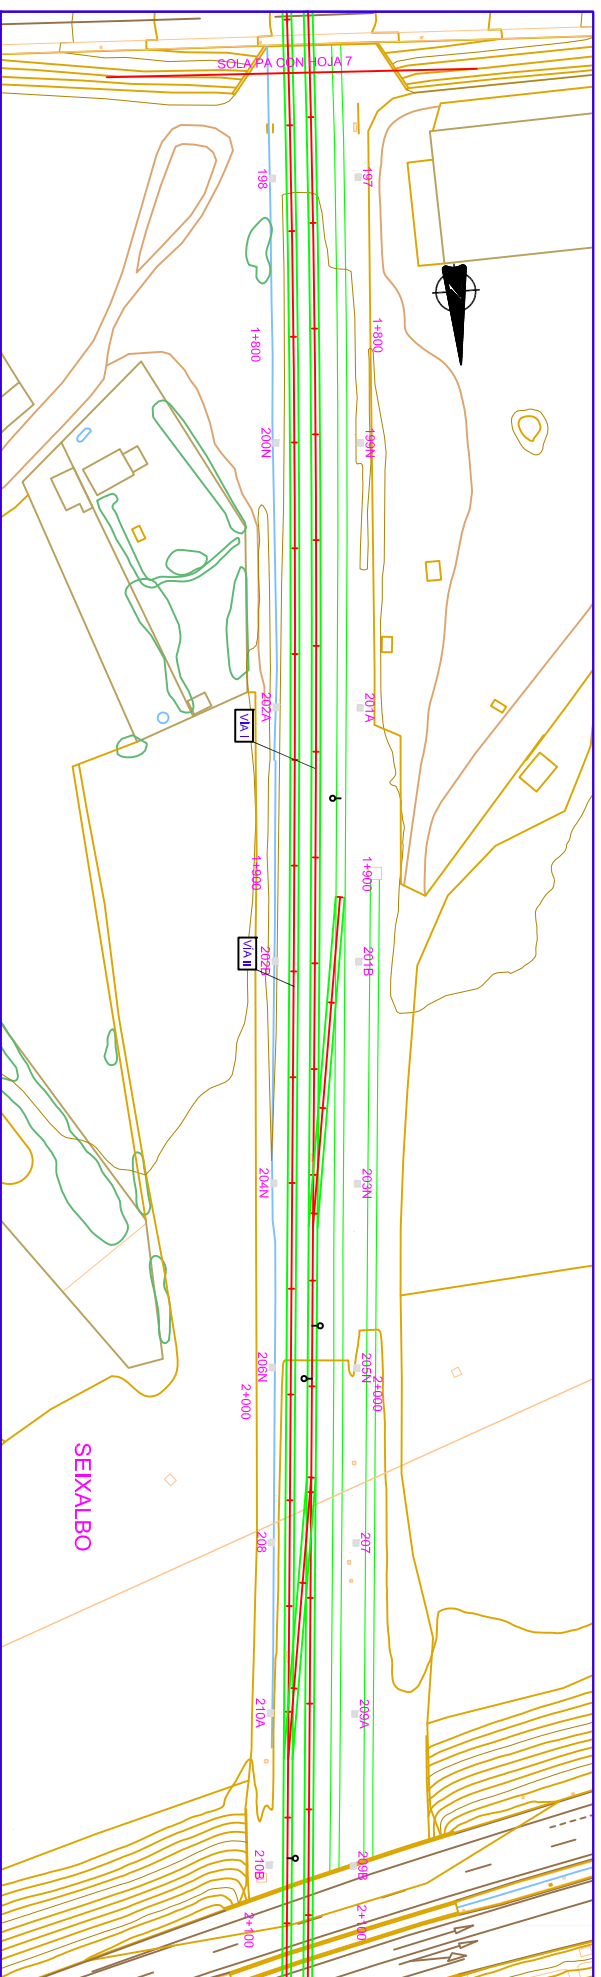 SOLAPA CON HOJA 7
198
197
1+800
1+800
200N
199N
202A
201A
VÍA I
1+900
1+900
VÍA II
202B
201B
204N
203N
206N
205N
2+000
2+000
SEIXALBO
208
207
210A
209A
210B
209B
2+100
2+100